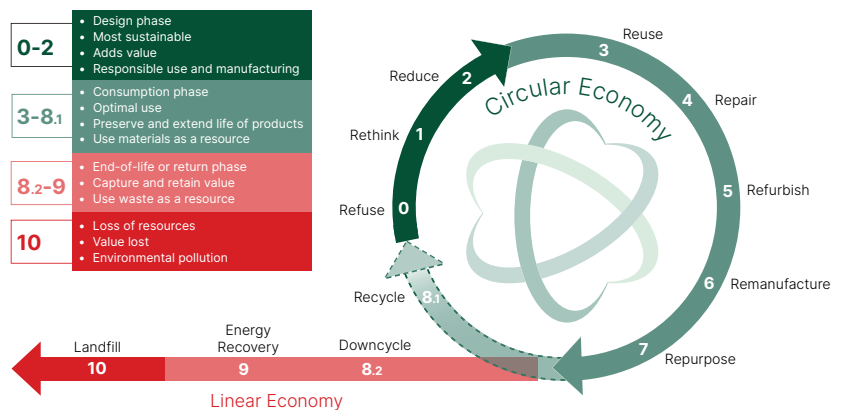 0-2
• Design phase
• Most sustainable
• Adds value
• Responsible use and manufacturing
3-8.1
• Consumption phase
• Optimal use
• Preserve and extend life of products
• Use materials as a resource
8.2-9
• End-of-life or return phase
• Capture and retain value
• Use waste as a resource
10
• Loss of resources
• Value lost
• Environmental pollution
Circular Economy
Refuse 0
Rethink 1
Reduce 2
3 Reuse
4 Repair
5 Refurbish
6 Remanufacture
7 Repurpose
Recycle 8.1
Downcycle
8.2
Energy
Recovery
9
Landfill
10
Linear Economy